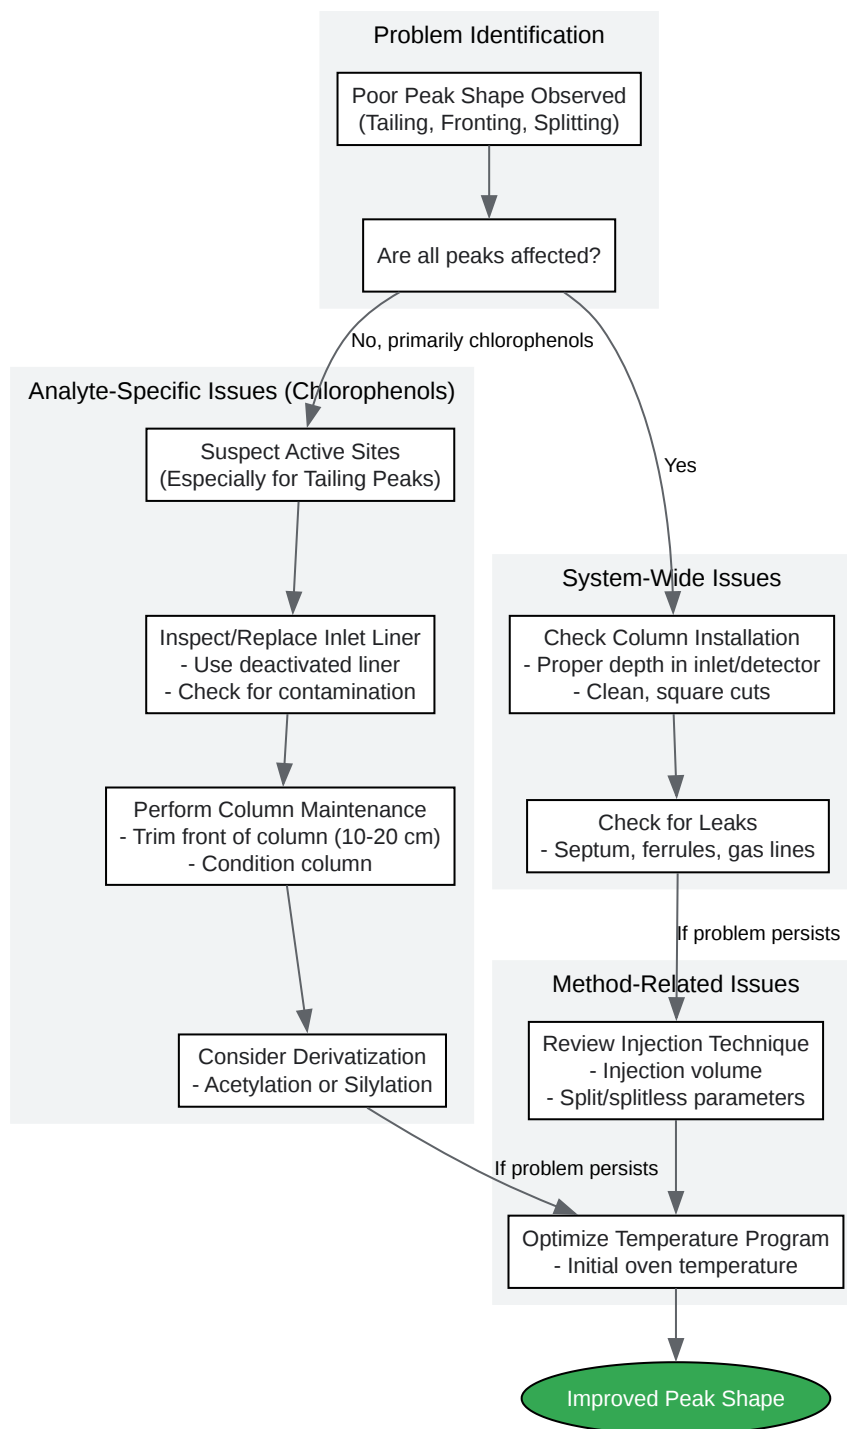 Problem Identification
Poor Peak Shape Observed
(Tailing, Fronting, Splitting)
Are all peaks affected?
No, primarily chlorophenols
Analyte-Specific Issues (Chlorophenols)
Suspect Active Sites
(Especially for Tailing Peaks)
Inspect/Replace Inlet Liner
- Use deactivated liner
- Check for contamination
Perform Column Maintenance
- Trim front of column (10-20 cm)
- Condition column
Consider Derivatization
- Acetylation or Silylation
If problem persists
Yes
System-Wide Issues
Check Column Installation
- Proper depth in inlet/detector
- Clean, square cuts
Check for Leaks
- Septum, ferrules, gas lines
If problem persists
Method-Related Issues
Review Injection Technique
- Injection volume
- Split/splitless parameters
Optimize Temperature Program
- Initial oven temperature
Improved Peak Shape